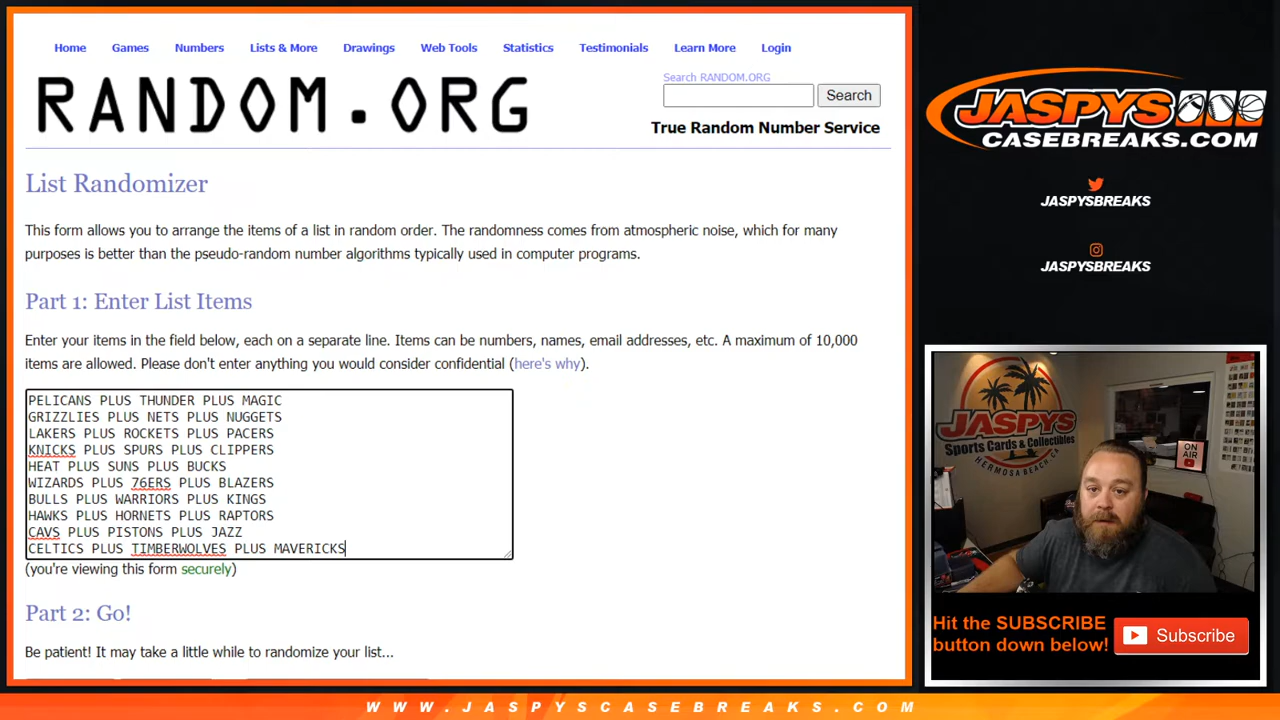 Home Games Numbers Lists & More Drawings Web Tools Statistics Testimonials Learn More Login
RANDOM.ORG
Search RANDOM.ORG
Search
True Random Number Service
List Randomizer
This form allows you to arrange the items of a list in random order. The randomness comes from atmospheric noise, which for many
purposes is better than the pseudo-random number algorithms typically used in computer programs.
Part 1: Enter List Items
Enter your items in the field below, each on a separate line. Items can be numbers, names, email addresses, etc. A maximum of 10,000
items are allowed. Please don't enter anything you would consider confidential (here's why).
PELICANS PLUS THUNDER PLUS MAGIC
GRIZZLIES PLUS NETS PLUS NUGGETS
LAKERS PLUS ROCKETS PLUS PACERS
KNICKS PLUS SPURS PLUS CLIPPERS
HEAT PLUS SUNS PLUS BUCKS
WIZARDS PLUS 76ERS PLUS BLAZERS
BULLS PLUS WARRIORS PLUS KINGS
HAWKS PLUS HORNETS PLUS RAPTORS
CAVS PLUS PISTONS PLUS JAZZ
CELTICS PLUS TIMBERWOLVES PLUS MAVERICKS
(you're viewing this form securely)
Part 2: Go!
Be patient! It may take a little while to randomize your list...
JASPYS
CASEBREAKS.COM
JASPYSBREAKS
JASPYSBREAKS
JASPYS
Sports Cards & Collectibles
HERMOSA BEACH, CA
ON
AIR
Hit the SUBSCRIBE
button down below!
Subscribe
WWW.JASPYSCASEBREAKS.COM